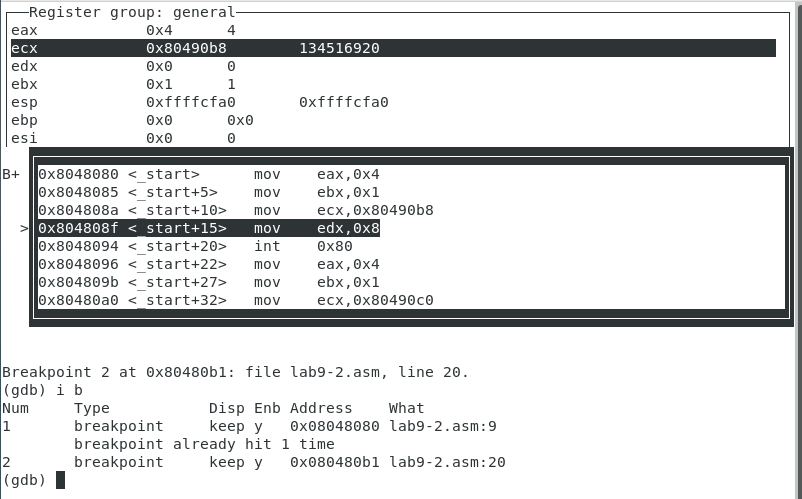 Register group: general
eax 0x4 4
ecx 0x80490b8 134516920
edx 0x0 0
ebx 0x1 1
esp 0xffffcfa0 0xffffcfa0
ebp 0x0 0x0
esi 0x0 0
B+ 0x8048080 <_start> mov eax,0x4
0x8048085 <_start+5> mov ebx,0x1
0x804808a <_start+10> mov ecx,0x80490b8
> 0x804808f <_start+15> mov edx,0x8
0x8048094 <_start+20> int 0x80
0x8048096 <_start+22> mov eax,0x4
0x804809b <_start+27> mov ebx,0x1
0x80480a0 <_start+32> mov ecx,0x80490c0
Breakpoint 2 at 0x80480b1: file lab9-2.asm, line 20.
(gdb) i b
Num Type Disp Enb Address What
1 breakpoint keep y 0x08048080 lab9-2.asm:9
breakpoint already hit 1 time
2 breakpoint keep y 0x080480b1 lab9-2.asm:20
(gdb)